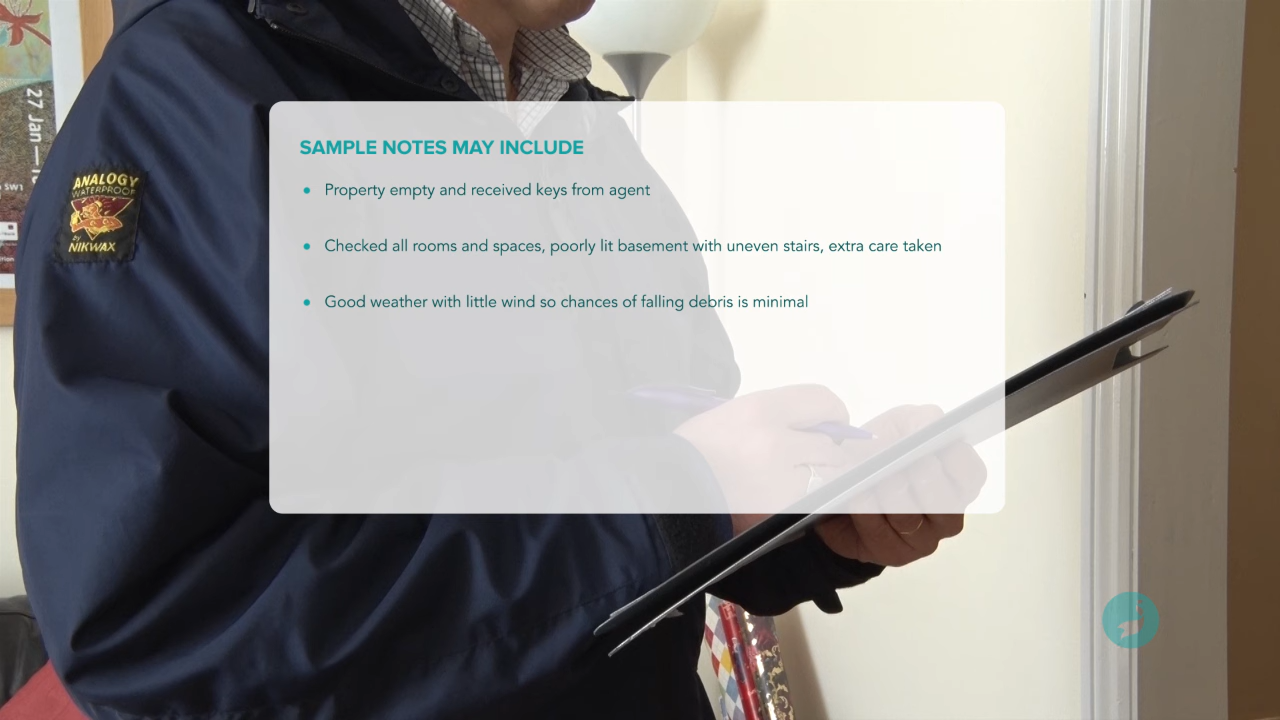 27 Jan—1
SW1
ANALOGY
WATERPROOF
by
NIKWAX
SAMPLE NOTES MAY INCLUDE
• Property empty and received keys from agent
• Checked all rooms and spaces, poorly lit basement with uneven stairs, extra care taken
• Good weather with little wind so chances of falling debris is minimal